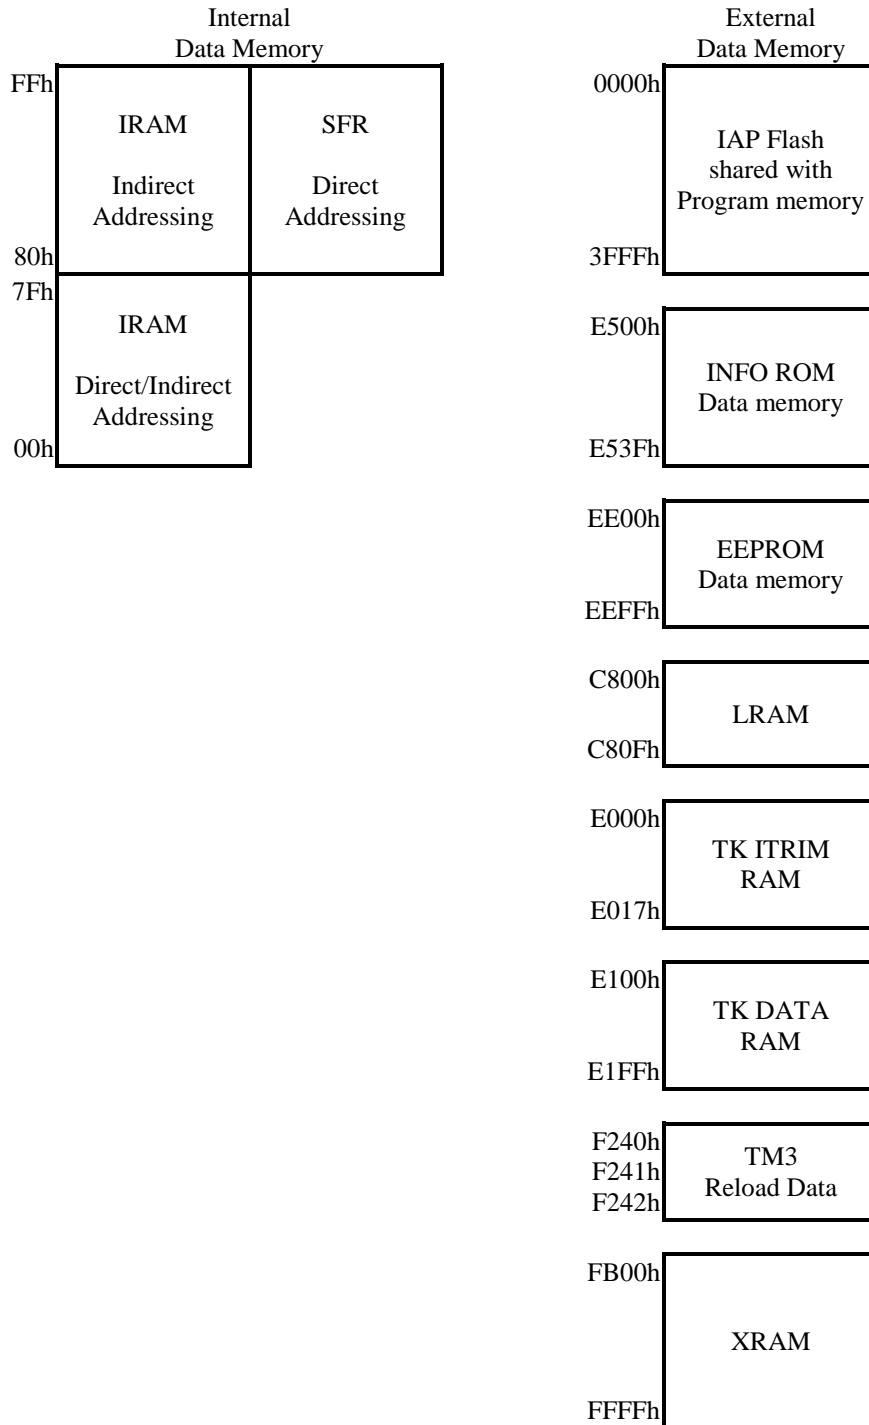 Internal
Data Memory
FFh
IRAM
Indirect
Addressing
80h
SFR
Direct
Addressing
7Fh
IRAM
Direct/Indirect
Addressing
00h
External
Data Memory
0000h
IAP Flash
shared with
Program memory
3FFFh
E500h
INFO ROM
Data memory
E53Fh
EE00h
EEPROM
Data memory
EEFFh
C800h
LRAM
C80Fh
E000h
TK ITRIM
RAM
E017h
E100h
TK DATA
RAM
E1FFh
F240h
F241h
F242h
TM3
Reload Data
FB00h
XRAM
FFFFh